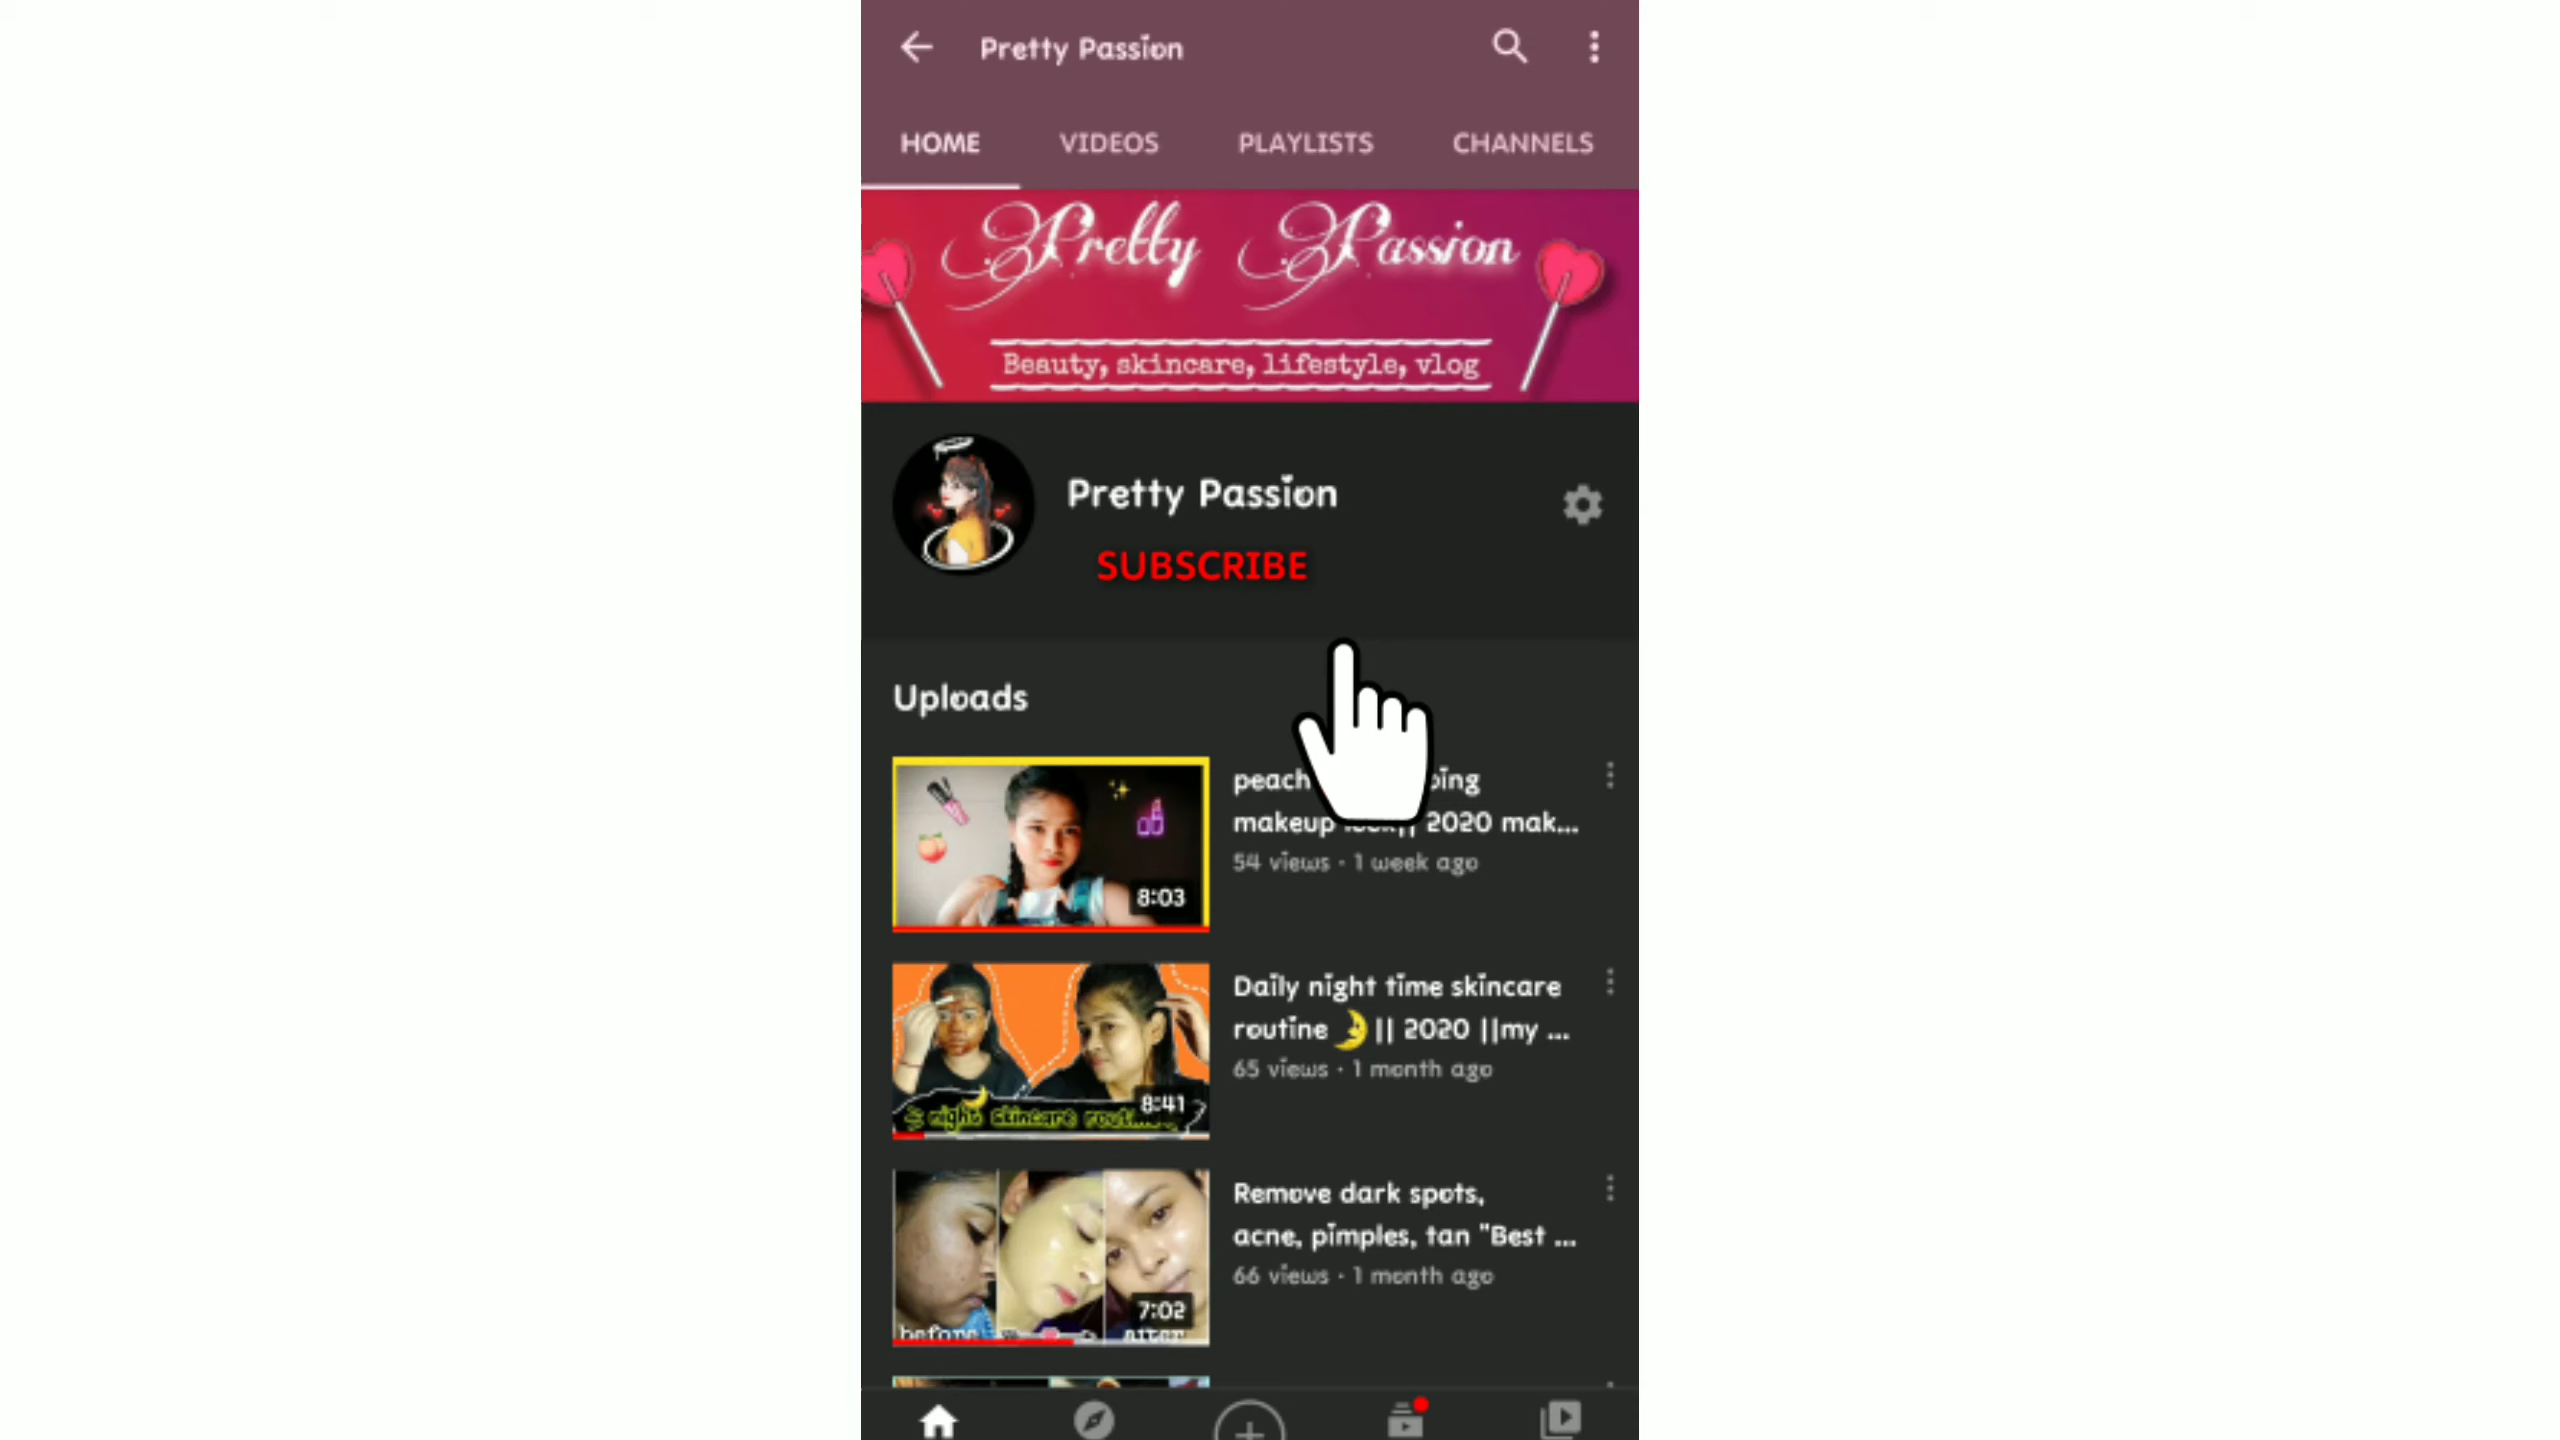 Pretty Passion
HOME VIDEOS PLAYLISTS CHANNELS
Pretty Passion
Beauty, skincare, lifestyle, vlog
Pretty Passion
SUBSCRIBE
Uploads
peach
makeup || 2020 mak...
54 views · 1 week ago
8:03
Daily night time skincare
routine 🌛 || 2020 ||my ...
65 views · 1 month ago
8:41
night skincare
Remove dark spots,
acne, pimples, tan "Best ...
66 views · 1 month ago
7:02
before after